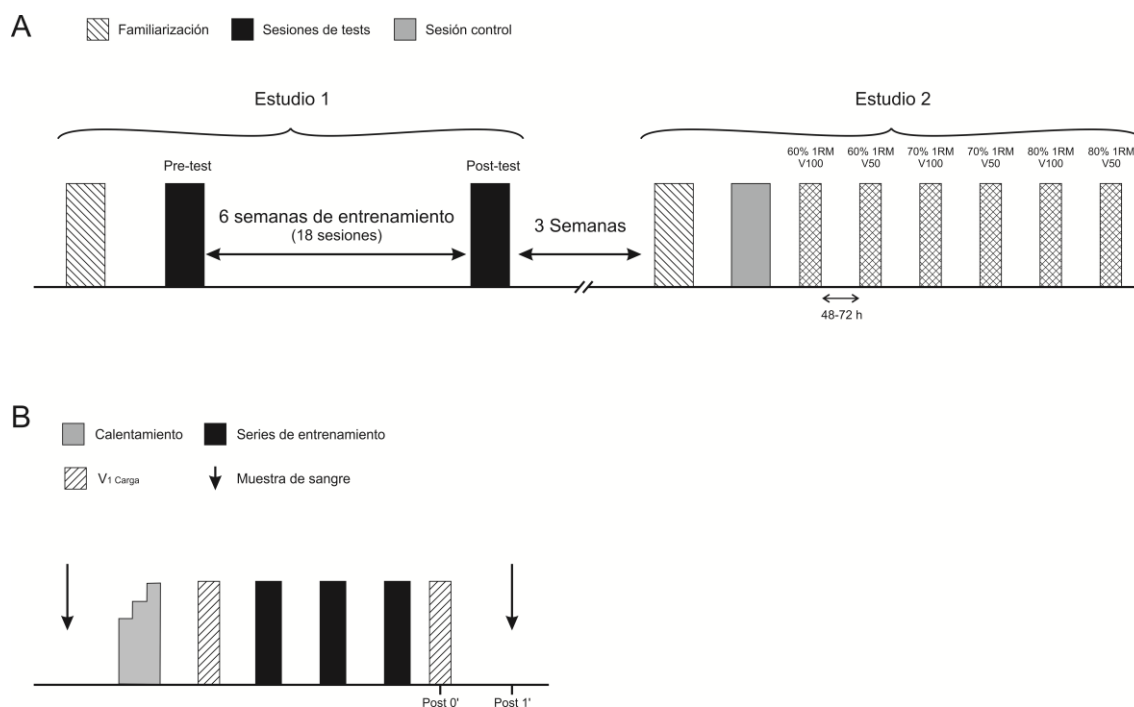 A
Familiarización
Sesiones de tests
Sesión control
Estudio 1
Estudio 2
Pre-test
Post-test
60% 1RM
V100
60% 1RM
V50
70% 1RM
V100
70% 1RM
V50
80% 1RM
V100
80% 1RM
V50
6 semanas de entrenamiento
(18 sesiones)
3 Semanas
48-72 h
B
Calentamiento
Series de entrenamiento
V1 Carga
Muestra de sangre
Post 0'
Post 1'